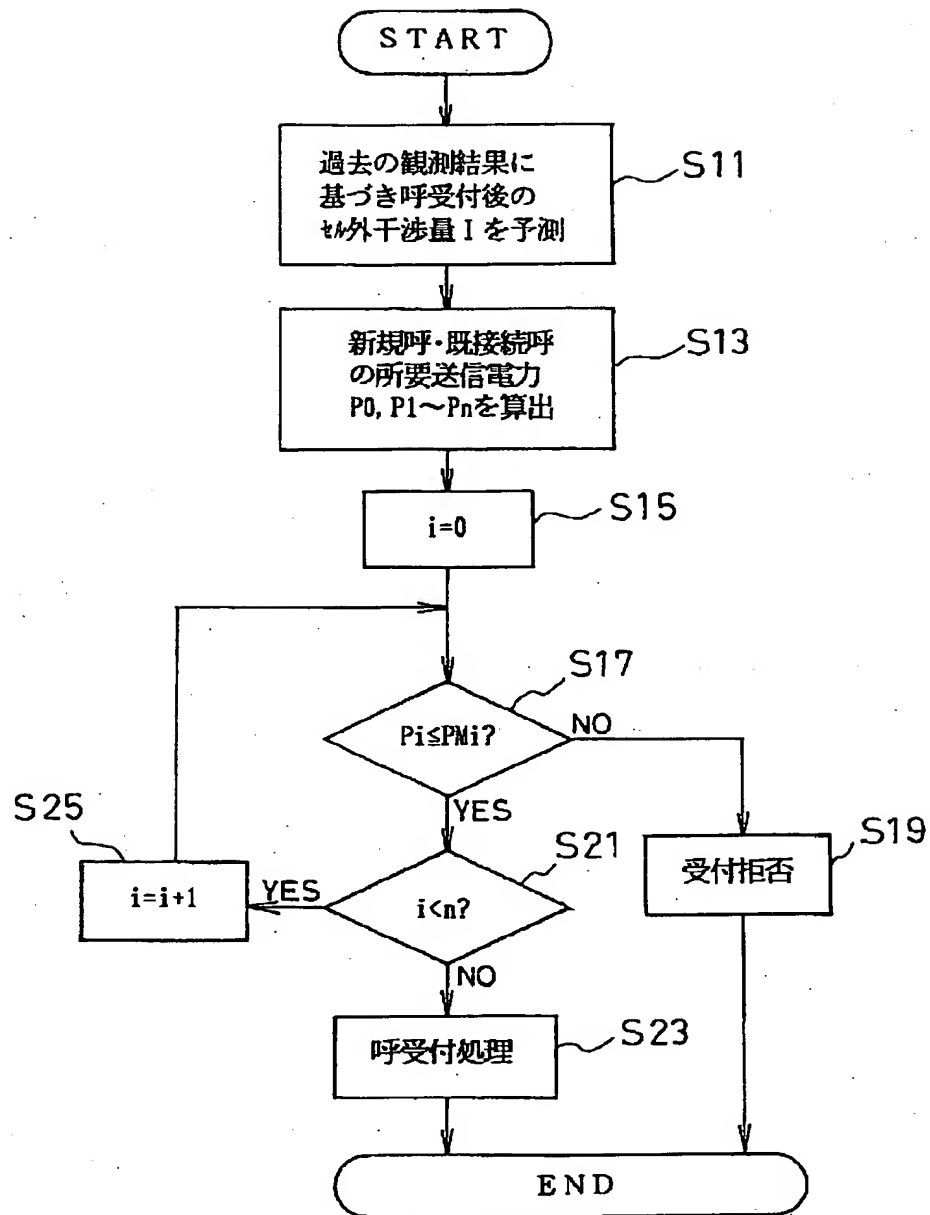 START
過去の観測結果に
基づき呼受付後の
ｾﾙ外干渉量Iを予測
S11
新規呼・既接続呼
の所要送信電力
P0, P1〜Pnを算出
S13
i=0
S15
Pi≦PMi?
S17
NO
YES
受付拒否
S19
i<n?
S21
YES
i=i+1
S25
NO
呼受付処理
S23
END